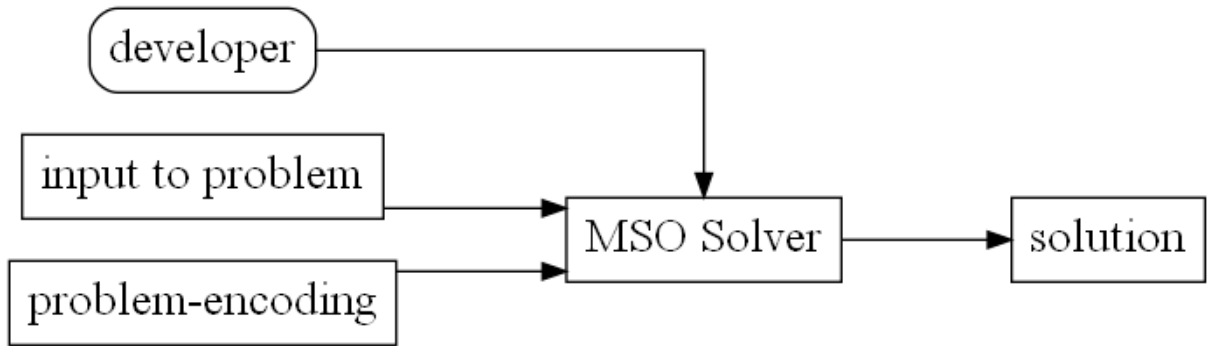 developer
input to problem
MSO Solver
solution
problem-encoding